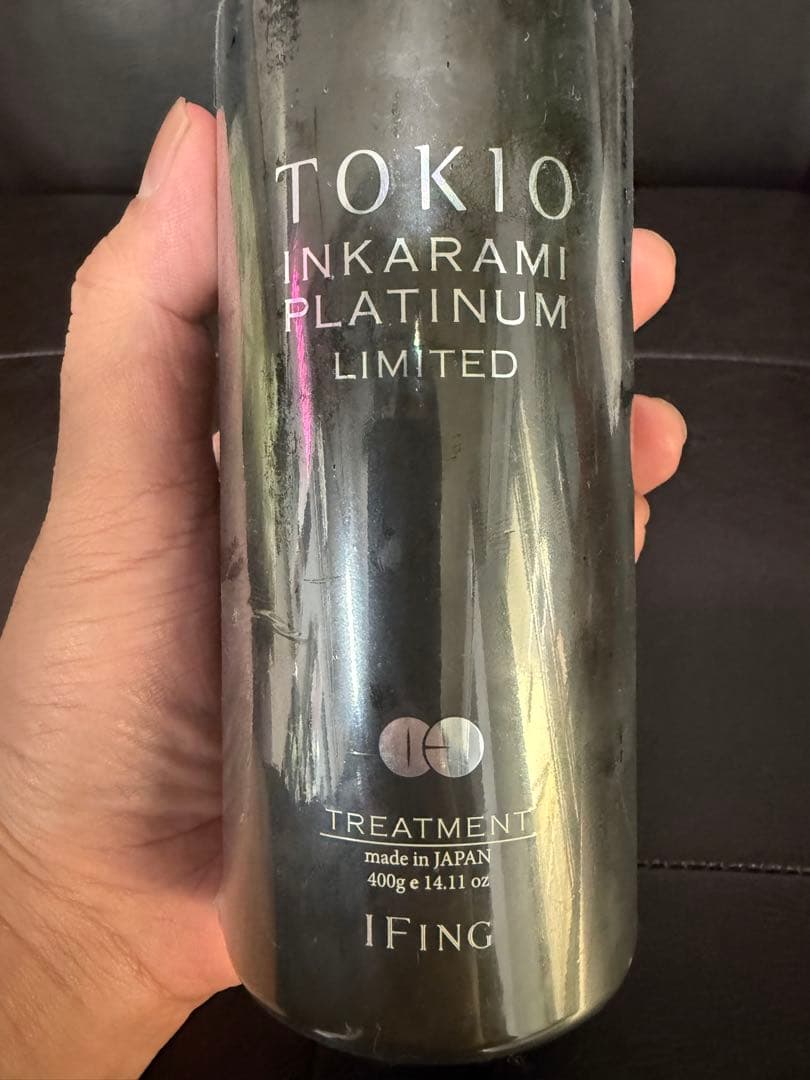 TOKIO
INKARAMI
PLATINUM
LIMITED
TREATMENT
made in JAPAN
400g e 14.11 oz
IFING